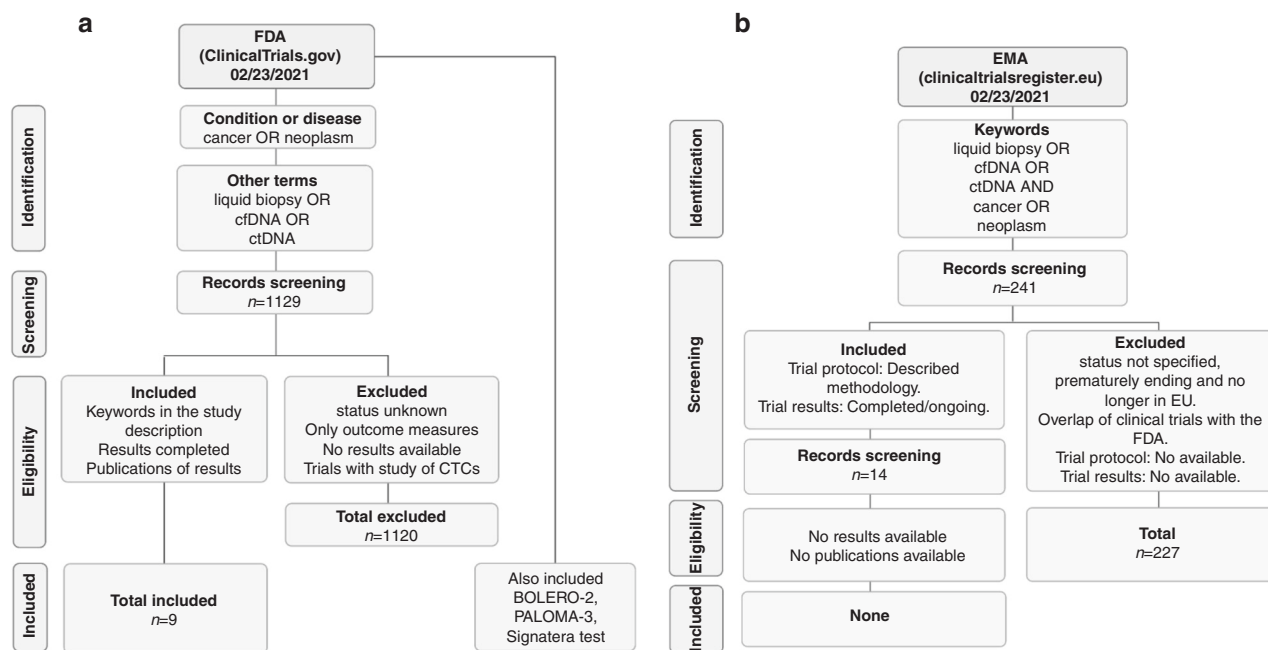 a
FDA
(ClinicalTrials.gov)
02/23/2021
Identification
Condition or disease
cancer OR neoplasm
Other terms
liquid biopsy OR
cfDNA OR
ctDNA
Screening
Records screening
n=1129
Eligibility
Included
Keywords in the study
description
Results completed
Publications of results
Excluded
status unknown
Only outcome measures
No results available
Trials with study of CTCs
Total excluded
n=1120
Included
Total included
n=9
Also included
BOLERO-2,
PALOMA-3,
Signatera test
b
EMA
(clinicaltrialsregister.eu)
02/23/2021
Identification
Keywords
liquid biopsy OR
cfDNA OR
ctDNA AND
cancer OR
neoplasm
Screening
Records screening
n=241
Included
Trial protocol: Described
methodology.
Trial results: Completed/ongoing.
Excluded
status not specified,
prematurely ending and no
longer in EU.
Overlap of clinical trials with the
FDA.
Trial protocol: No available.
Trial results: No available.
Records screening
n=14
Eligibility
No results available
No publications available
Total
n=227
Included
None